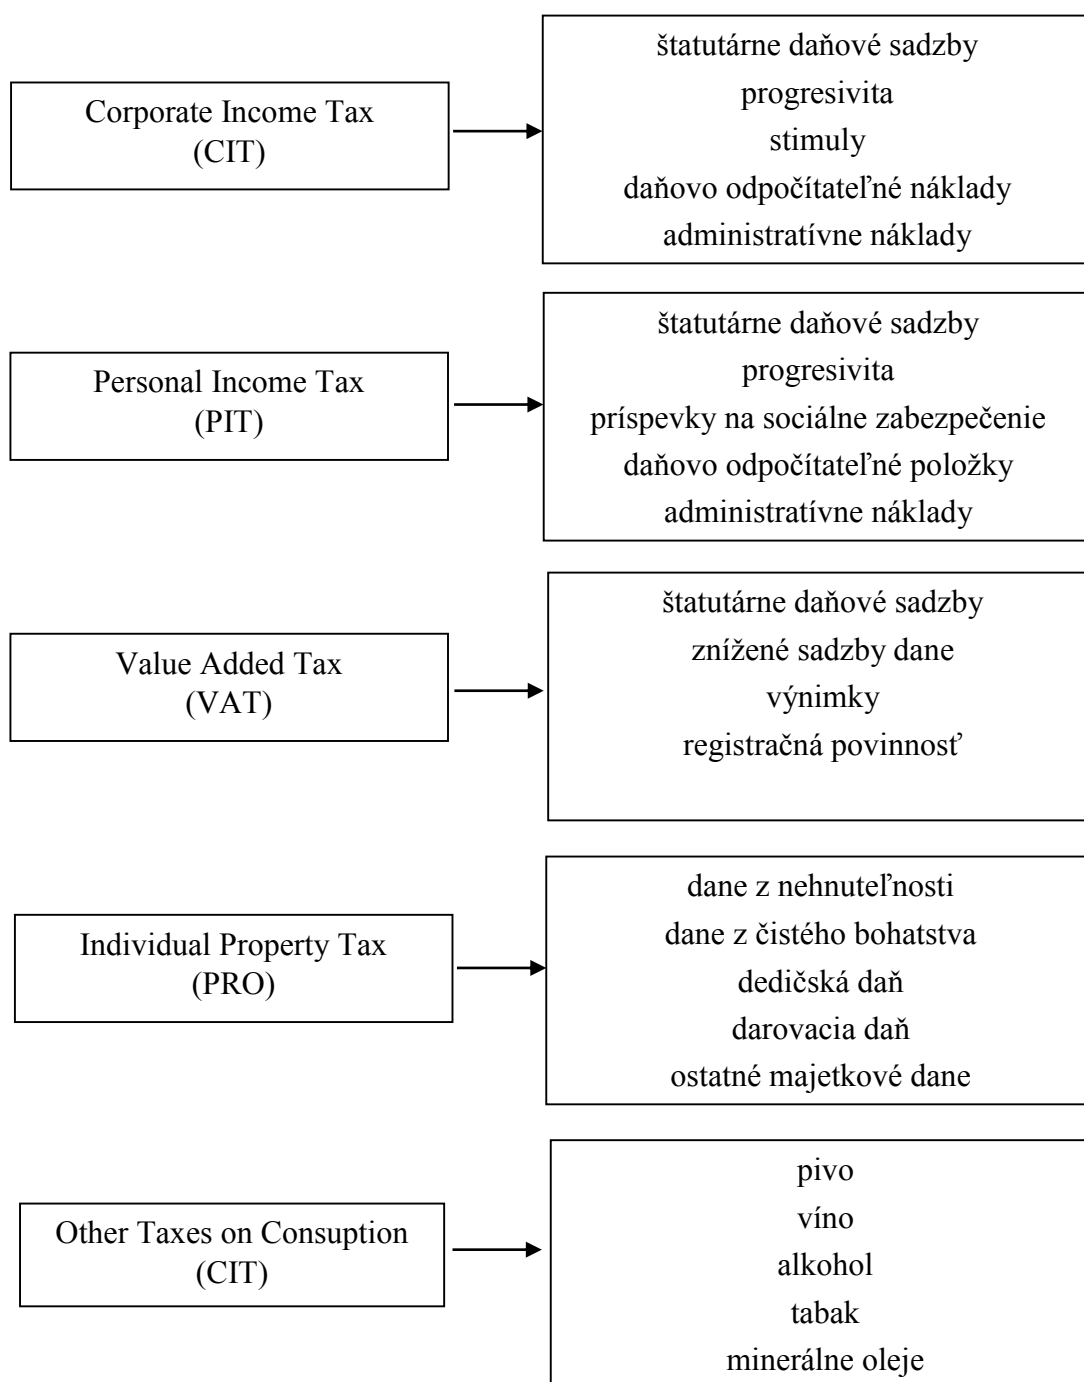 Corporate Income Tax
(CIT)
štatutárne daňové sadzby
progresivita
stimuly
daňovo odpočítateľné náklady
administratívne náklady
Personal Income Tax
(PIT)
štatutárne daňové sadzby
progresivita
príspevky na sociálne zabezpečenie
daňovo odpočítateľné položky
administratívne náklady
Value Added Tax
(VAT)
štatutárne daňové sadzby
znížené sadzby dane
výnimky
registračná povinnosť
Individual Property Tax
(PRO)
dane z nehnuteľnosti
dane z čistého bohatstva
dedičská daň
darovacia daň
ostatné majetkové dane
Other Taxes on Consuption
(CIT)
pivo
víno
alkohol
tabak
minerálne oleje